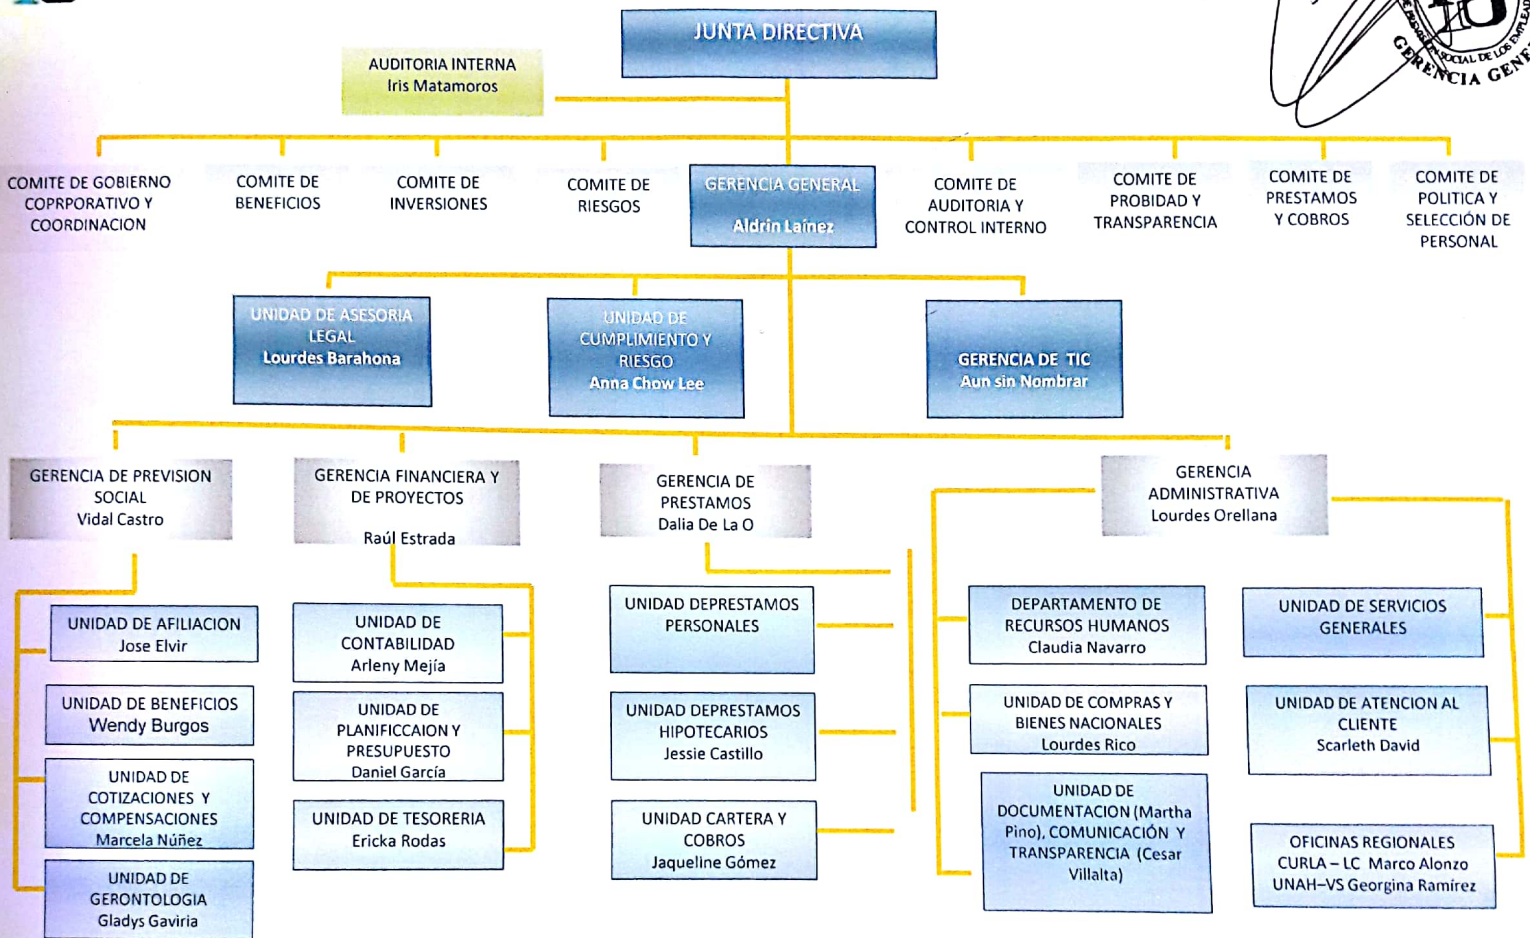 JUNTA DIRECTIVA
AUDITORIA INTERNA
Iris Matamoros
SOCIAL DE LOS
GERENCIA
COMITE DE GOBIERNO
COPRPORATIVO Y
COORDINACION
COMITE DE
BENEFICIOS
COMITE DE
INVERSIONES
COMITE DE
RIESGOS
GERENCIA GENERAL
Aldrin Laínez
COMITE DE
AUDITORIA Y
CONTROL INTERNO
COMITE DE
PROBIDAD Y
TRANSPARENCIA
COMITE DE
PRESTAMOS
Y COBROS
COMITE DE
POLITICA Y
SELECCIÓN DE
PERSONAL
UNIDAD DE ASESORIA
LEGAL
Lourdes Barahona
UNIDAD DE
CUMPLIMIENTO Y
RIESGO
Anna Chow Lee
GERENCIA DE TIC
Aun sin Nombrar
GERENCIA DE PREVISION
SOCIAL
Vidal Castro
GERENCIA FINANCIERA Y
DE PROYECTOS
Raúl Estrada
GERENCIA DE
PRESTAMOS
Dalia De La O
GERENCIA
ADMINISTRATIVA
Lourdes Orellana
UNIDAD DE AFILIACION
Jose Elvir
UNIDAD DE BENEFICIOS
Wendy Burgos
UNIDAD DE
COTIZACIONES Y
COMPENSACIONES
Marcela Núñez
UNIDAD DE
GERONTOLOGIA
Gladys Gaviria
UNIDAD DE
CONTABILIDAD
Arleny Mejía
UNIDAD DE
PLANIFICCAION Y
PRESUPUESTO
Daniel García
UNIDAD DE TESORERIA
Ericka Rodas
UNIDAD DEPRESTAMOS
PERSONALES
UNIDAD DEPRESTAMOS
HIPOTECARIOS
Jessie Castillo
UNIDAD CARTERA Y
COBROS
Jaqueline Gómez
DEPARTAMENTO DE
RECURSOS HUMANOS
Claudia Navarro
UNIDAD DE COMPRAS Y
BIENES NACIONALES
Lourdes Rico
UNIDAD DE
DOCUMENTACION (Martha
Pino), COMUNICACIÓN Y
TRANSPARENCIA (Cesar
Villalta)
UNIDAD DE SERVICIOS
GENERALES
UNIDAD DE ATENCION AL
CLIENTE
Scarleth David
OFICINAS REGIONALES
CURLA – LC Marco Alonzo
UNAH–VS Georgina Ramírez